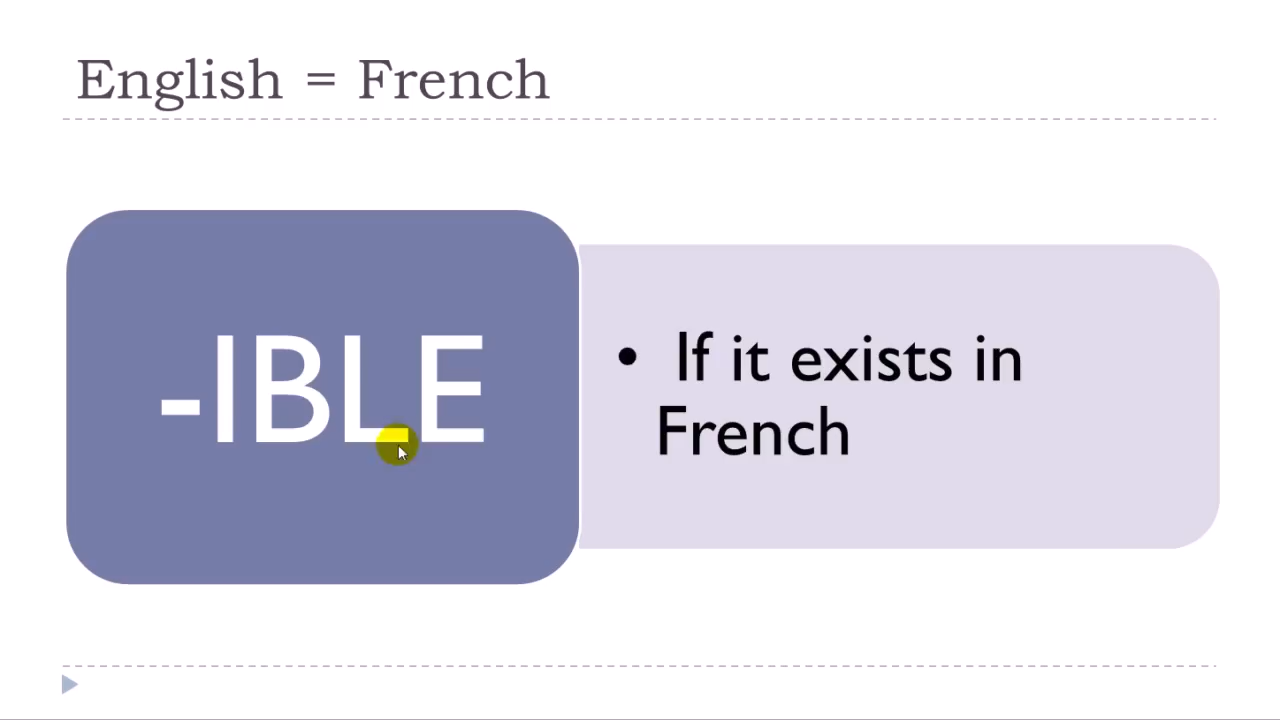 English = French
-IBLE
• If it exists in
French